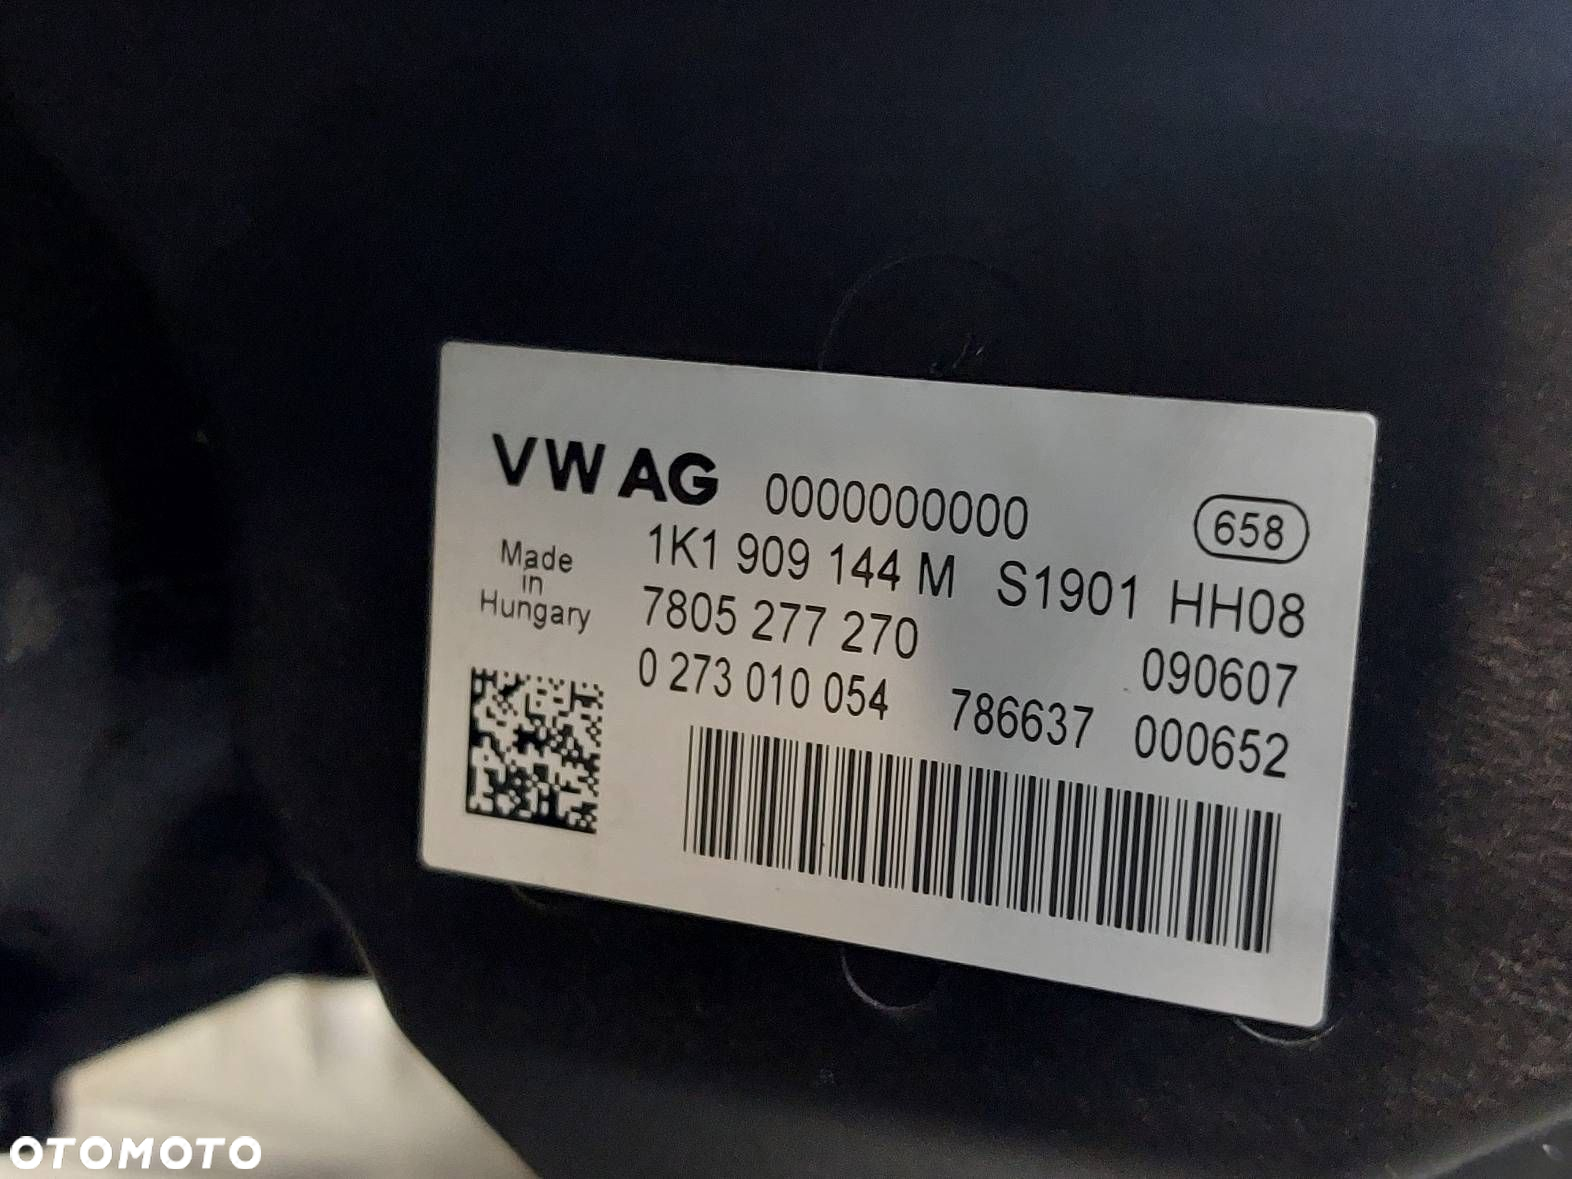 VW AG 0000000000 658
1K1 909 144 M S1901 HH08
Made
in
Hungary
7805 277 270 090607
0 273 010 054 786637 000652
OTOMOTO